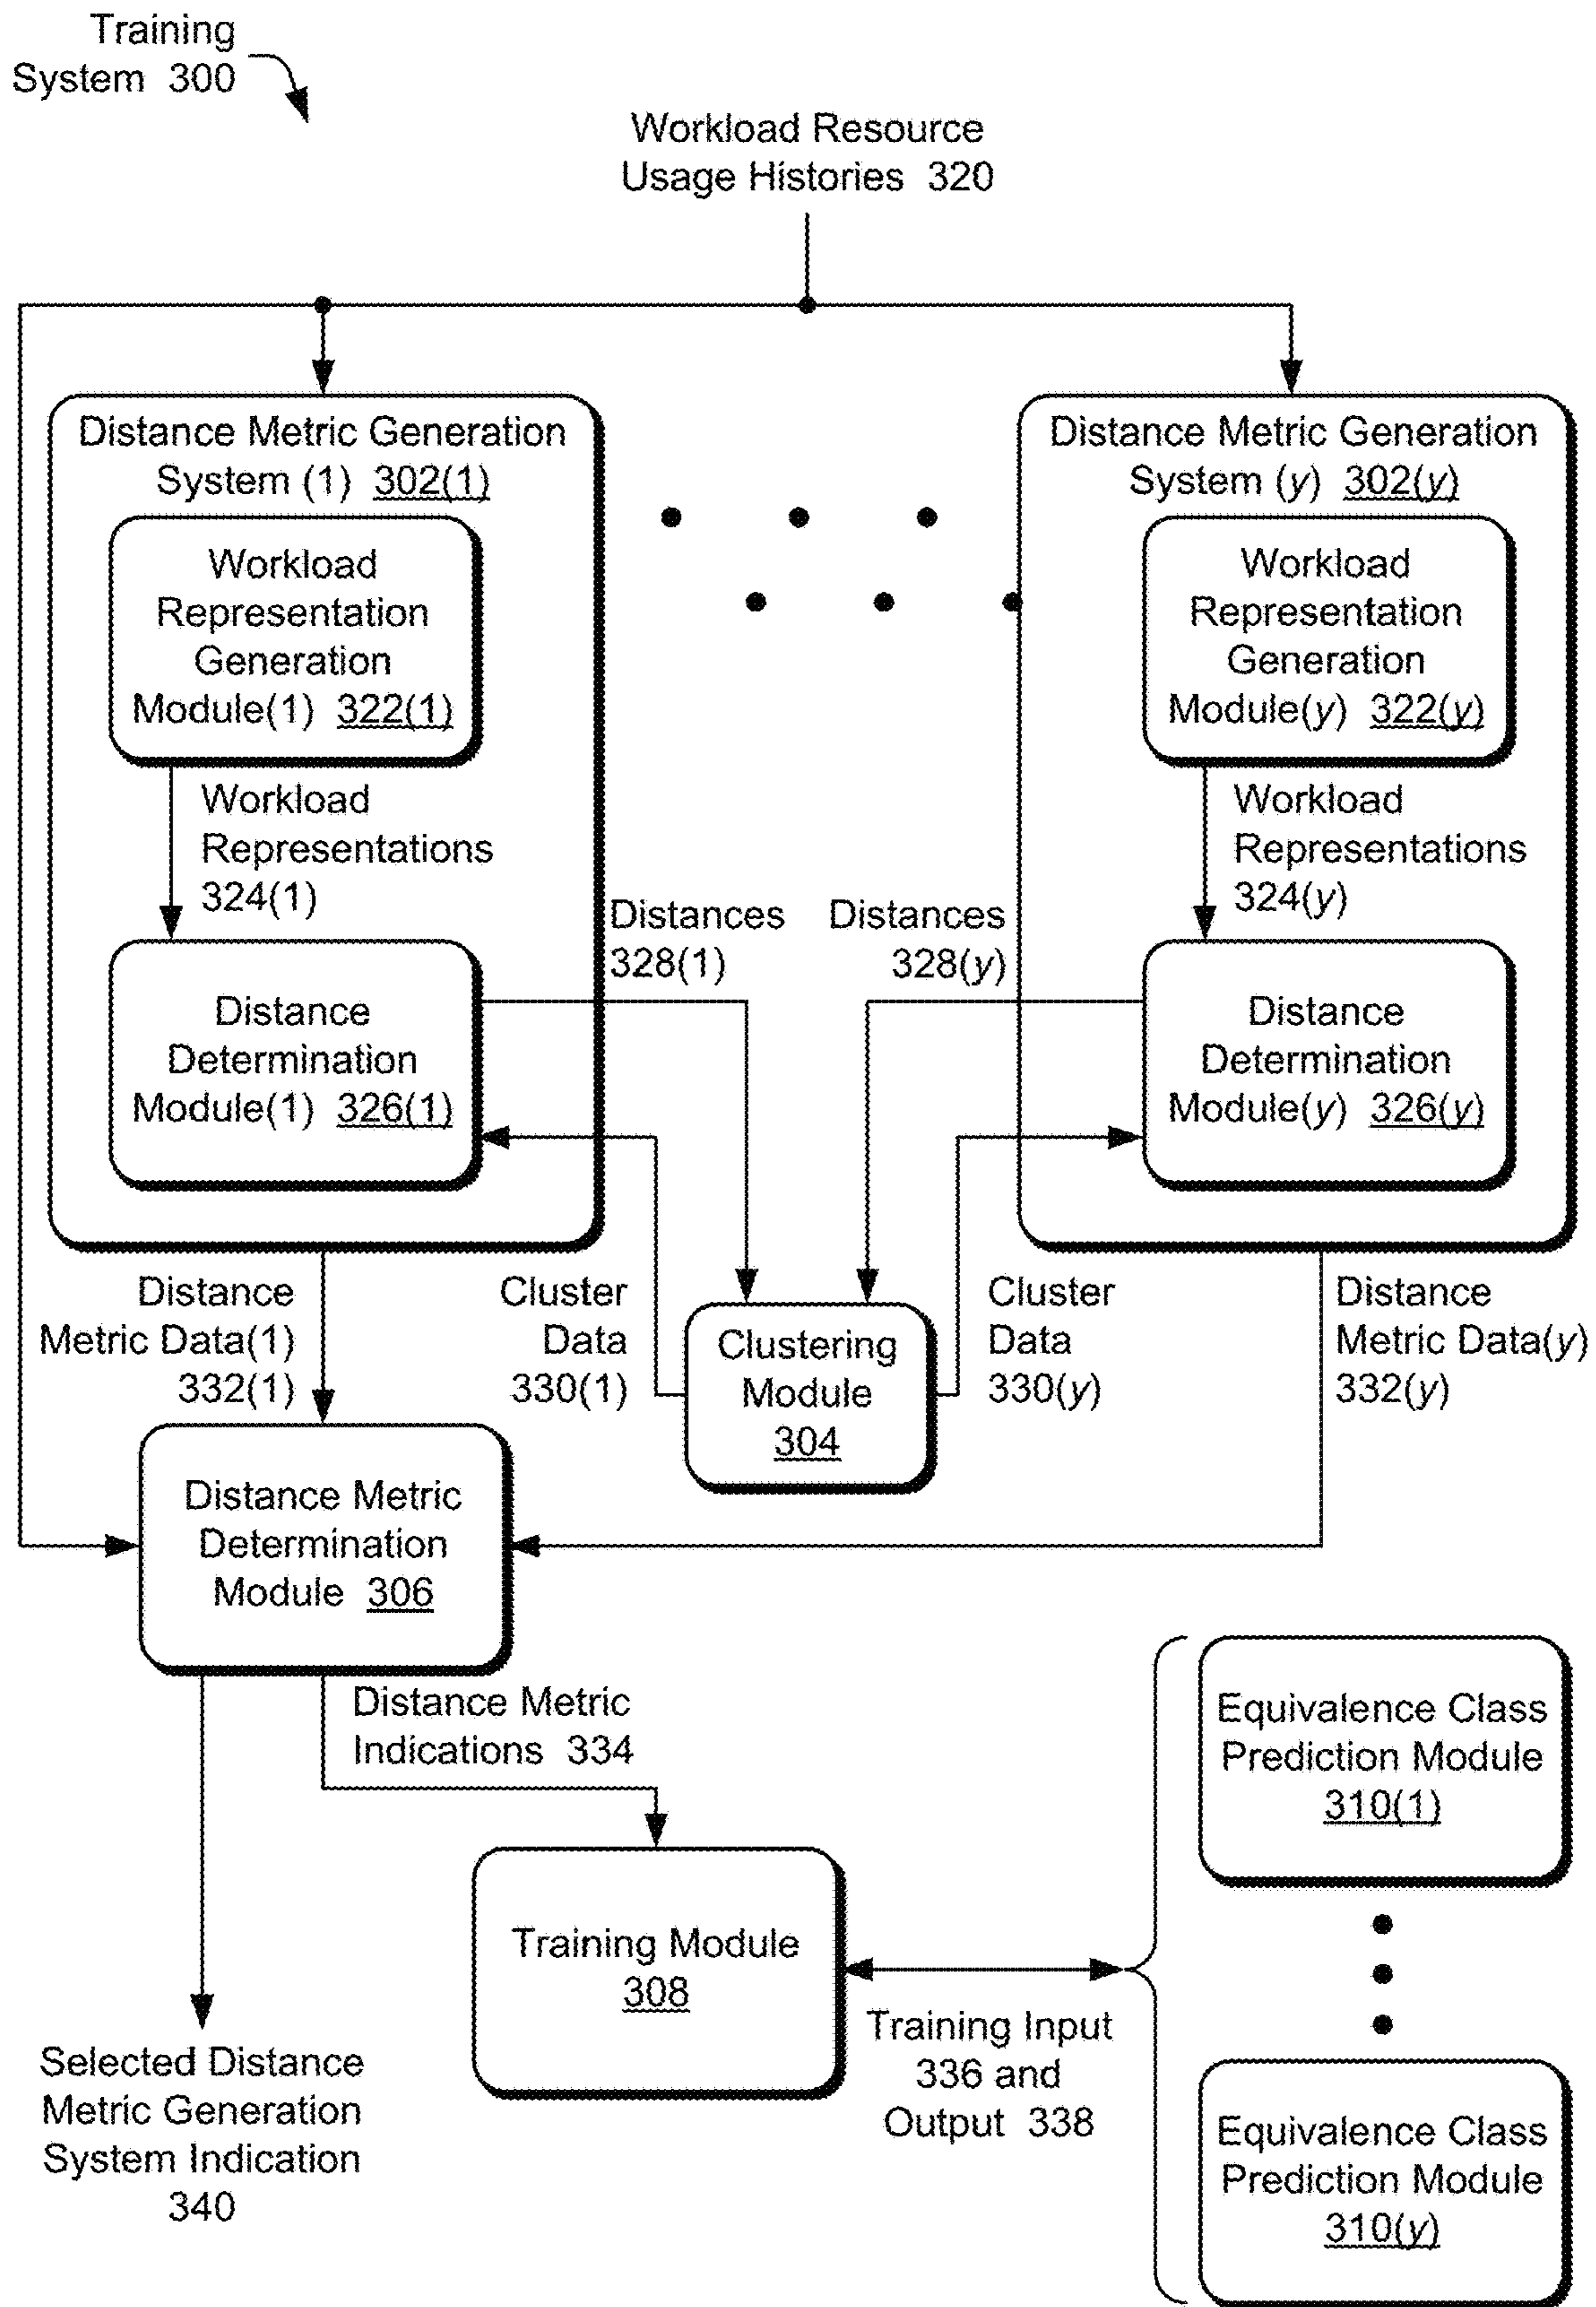 Training
System 300
Workload Resource
Usage Histories 320
Distance Metric Generation
System (1) 302(1)
Workload
Representation
Generation
Module(1) 322(1)
Workload
Representations
324(1)
Distance
Determination
Module(1) 326(1)
Distances
328(1)
Distance Metric Generation
System (y) 302(y)
Workload
Representation
Generation
Module(y) 322(y)
Workload
Representations
324(y)
Distance
Determination
Module(y) 326(y)
Distances
328(y)
Distance
Metric Data(1)
332(1)
Cluster
Data
330(1)
Clustering
Module
304
Cluster
Data
330(y)
Distance
Metric Data(y)
332(y)
Distance Metric
Determination
Module 306
Distance Metric
Indications 334
Training Module
308
Training Input
336 and
Output 338
Equivalence Class
Prediction Module
310(1)
Equivalence Class
Prediction Module
310(y)
Selected Distance
Metric Generation
System Indication
340